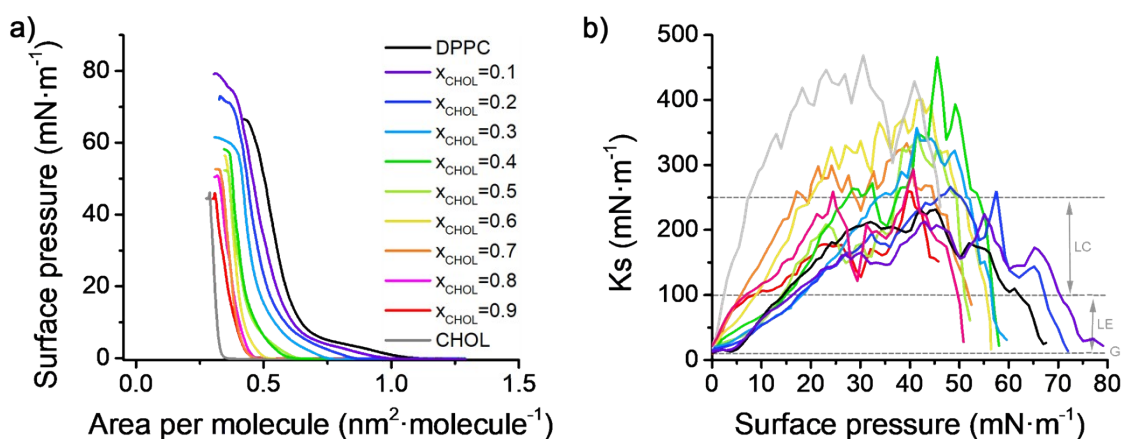 a)
Surface pressure (mN·m⁻¹)
80
60
40
20
0
0.0
0.5
1.0
1.5
Area per molecule (nm²·molecule⁻¹)
DPPC
x_CHOL=0.1
x_CHOL=0.2
x_CHOL=0.3
x_CHOL=0.4
x_CHOL=0.5
x_CHOL=0.6
x_CHOL=0.7
x_CHOL=0.8
x_CHOL=0.9
CHOL
b)
Ks (mN·m⁻¹)
500
400
300
200
100
0
0
10
20
30
40
50
60
70
80
Surface pressure (mN·m⁻¹)
LC
LE
G